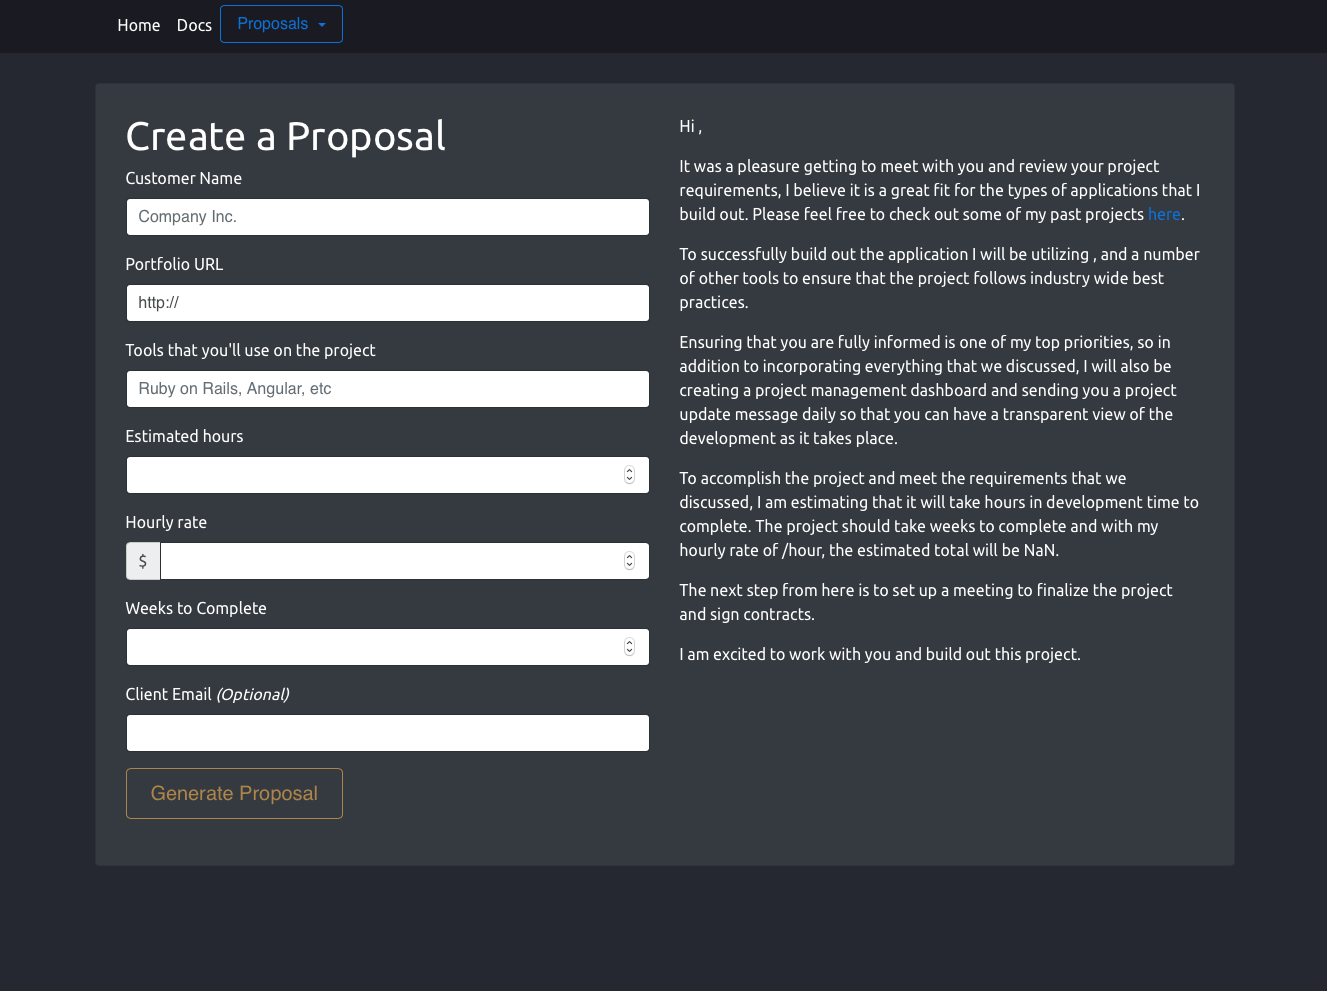 Home Docs Proposals
Create a Proposal
Customer Name
Company Inc.
Portfolio URL
http://
Tools that you'll use on the project
Ruby on Rails, Angular, etc
Estimated hours
Hourly rate
$
Weeks to Complete
Client Email (Optional)
Generate Proposal
Hi ,
It was a pleasure getting to meet with you and review your project
requirements, I believe it is a great fit for the types of applications that I
build out. Please feel free to check out some of my past projects here.
To successfully build out the application I will be utilizing , and a number
of other tools to ensure that the project follows industry wide best
practices.
Ensuring that you are fully informed is one of my top priorities, so in
addition to incorporating everything that we discussed, I will also be
creating a project management dashboard and sending you a project
update message daily so that you can have a transparent view of the
development as it takes place.
To accomplish the project and meet the requirements that we
discussed, I am estimating that it will take hours in development time to
complete. The project should take weeks to complete and with my
hourly rate of /hour, the estimated total will be NaN.
The next step from here is to set up a meeting to finalize the project
and sign contracts.
I am excited to work with you and build out this project.